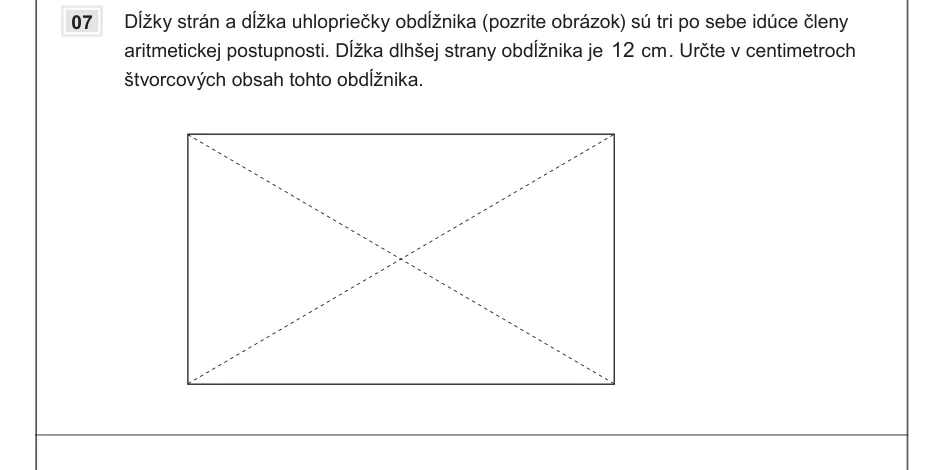 07 Dĺžky strán a dĺžka uhlopriečky obdĺžnika (pozrite obrázok) sú tri po sebe idúce členy
aritmetickej postupnosti. Dĺžka dlhšej strany obdĺžnika je 12 cm. Určte v centimetroch
štvorcových obsah tohto obdĺžnika.